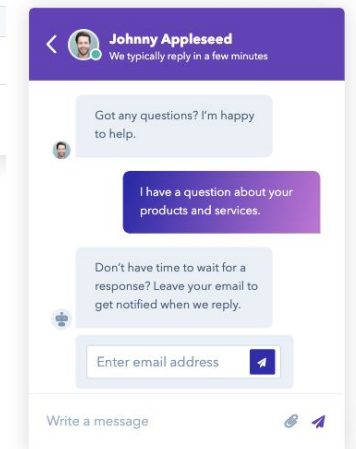 Johnny Appleseed
We typically reply in a few minutes
Got any questions? I'm happy
to help.
I have a question about your
products and services.
Don't have time to wait for a
response? Leave your email to
get notified when we reply.
Enter email address
Write a message